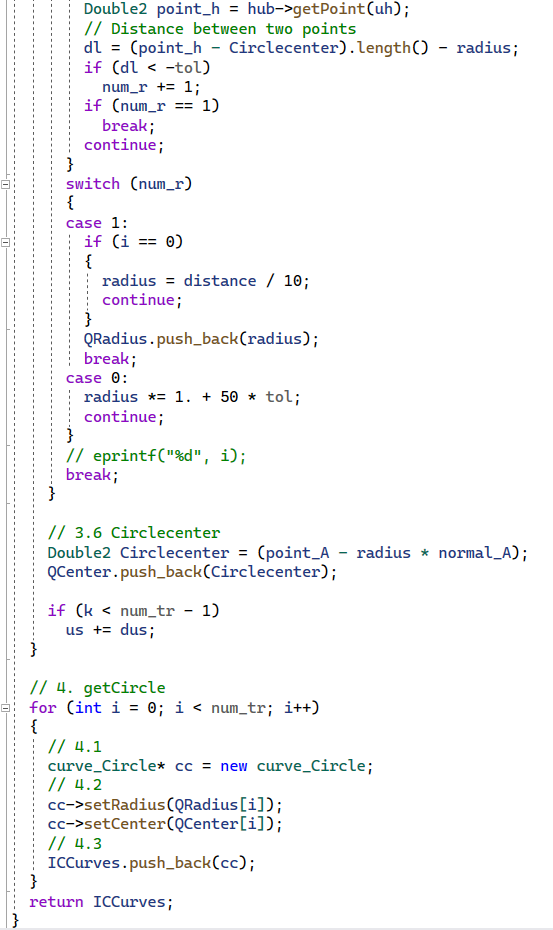 Double2 point_h = hub->getPoint(uh);
// Distance between two points
dl = (point_h - Circlecenter).length() - radius;
if (dl < -tol)
num_r += 1;
if (num_r == 1)
break;
continue;
}
switch (num_r)
{
case 1:
if (i == 0)
{
radius = distance / 10;
continue;
}
QRadius.push_back(radius);
break;
case 0:
radius *= 1. + 50 * tol;
continue;
}
// eprintf("%d", i);
break;
}
// 3.6 Circlecenter
Double2 Circlecenter = (point_A - radius * normal_A);
QCenter.push_back(Circlecenter);
if (k < num_tr - 1)
us += dus;
}
// 4. getCircle
for (int i = 0; i < num_tr; i++)
{
// 4.1
curve_Circle* cc = new curve_Circle;
// 4.2
cc->setRadius(QRadius[i]);
cc->setCenter(QCenter[i]);
// 4.3
ICCurves.push_back(cc);
}
return ICCurves;
}